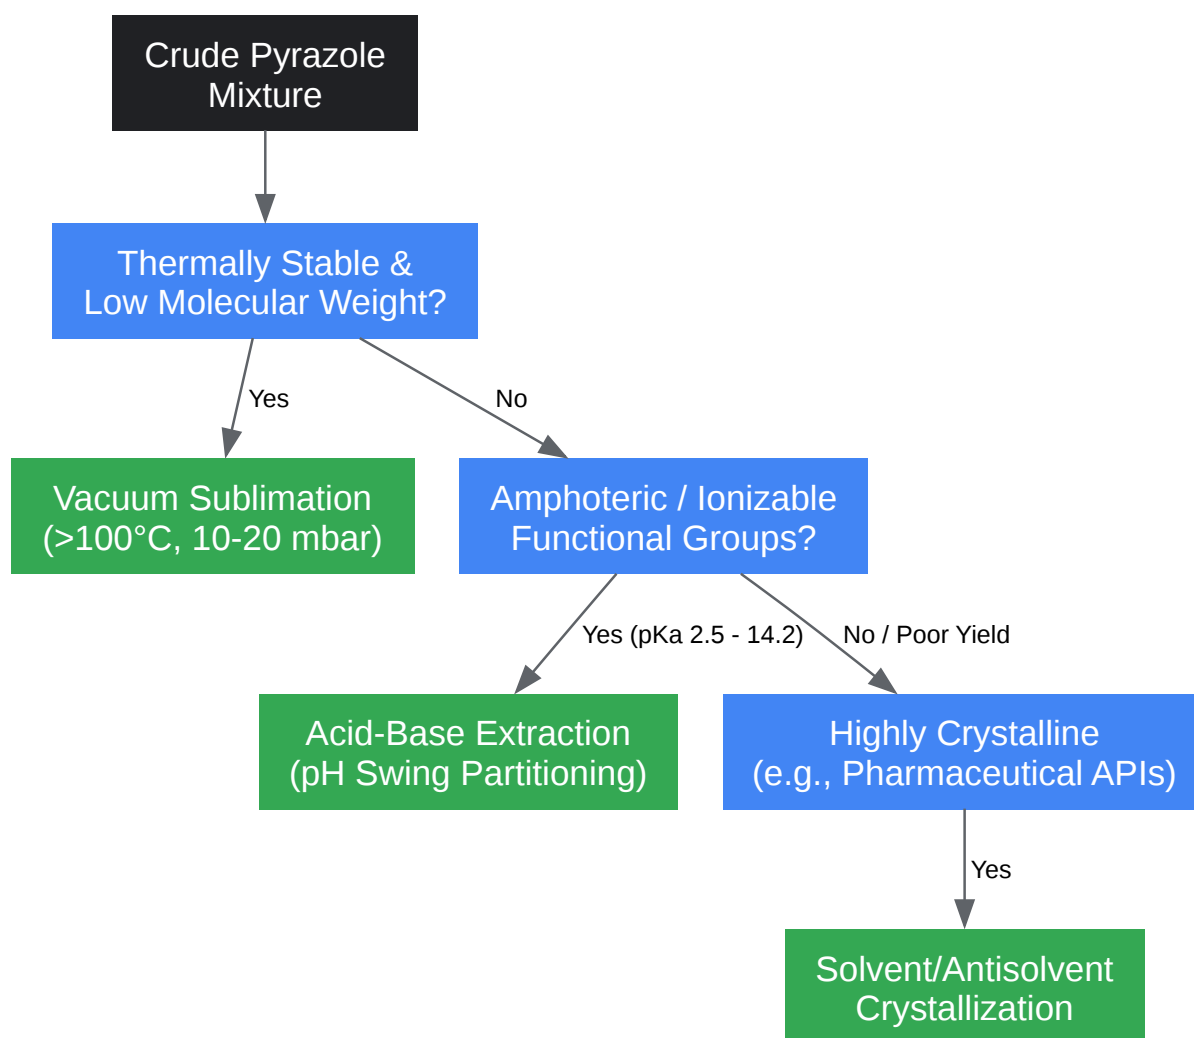 Crude Pyrazole
Mixture
Thermally Stable &
Low Molecular Weight?
Yes
No
Vacuum Sublimation
(>100°C, 10-20 mbar)
Amphoteric / Ionizable
Functional Groups?
Yes (pKa 2.5 - 14.2)
No / Poor Yield
Acid-Base Extraction
(pH Swing Partitioning)
Highly Crystalline
(e.g., Pharmaceutical APIs)
Yes
Solvent/Antisolvent
Crystallization